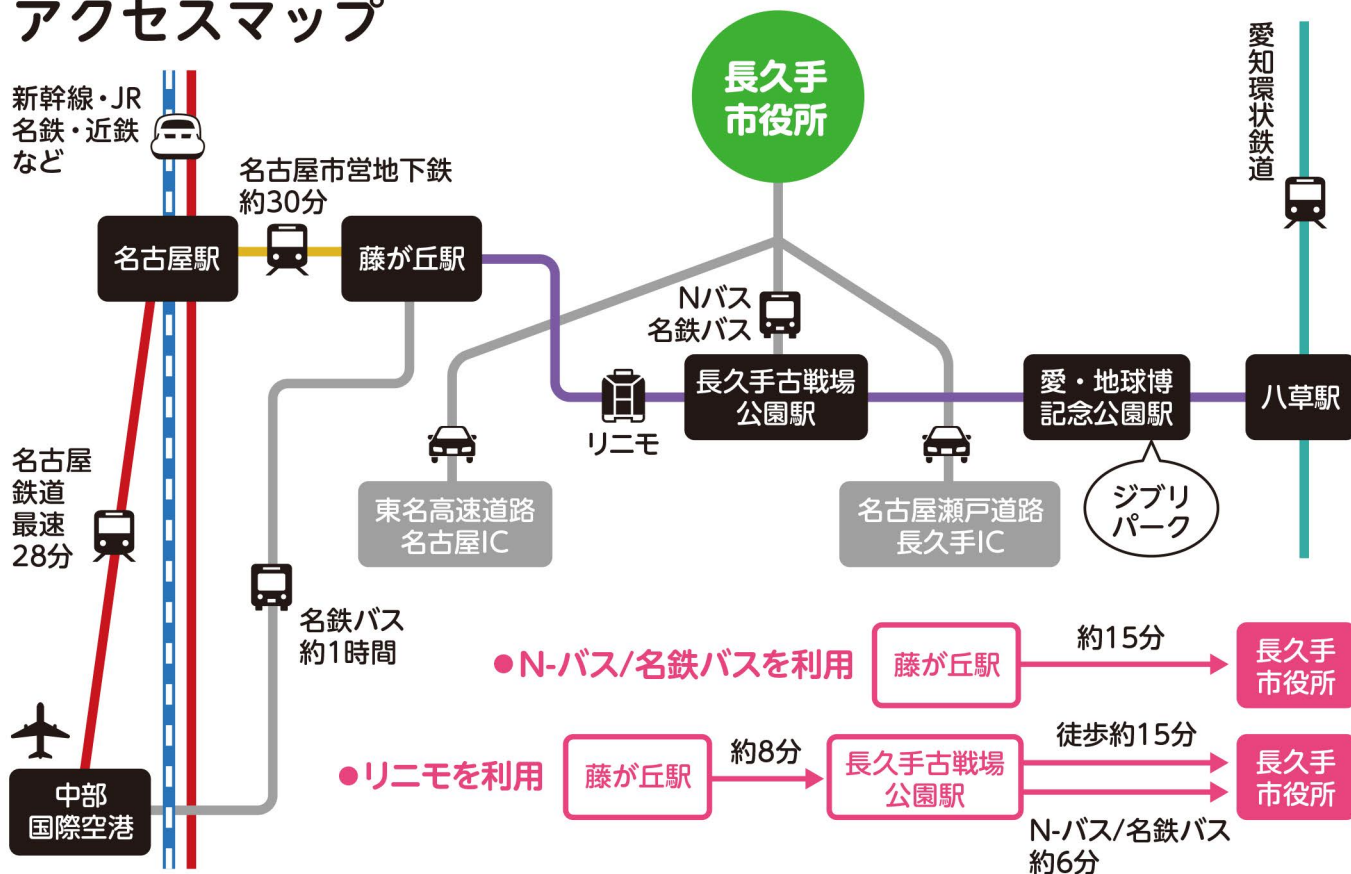 アクセスマップ
新幹線・JR
名鉄・近鉄
など
名古屋市営地下鉄
約30分
長久手
市役所
愛知環状鉄道
名古屋駅
藤が丘駅
Nバス
名鉄バス
リニモ
長久手古戦場
公園駅
愛・地球博
記念公園駅
八草駅
ジブリ
パーク
東名高速道路
名古屋IC
名古屋瀬戸道路
長久手IC
名古屋
鉄道
最速
28分
名鉄バス
約1時間
中部
国際空港
●N-バス/名鉄バスを利用
藤が丘駅
約15分
長久手
市役所
●リニモを利用
藤が丘駅
約8分
長久手古戦場
公園駅
徒歩約15分
N-バス/名鉄バス
約6分
長久手
市役所